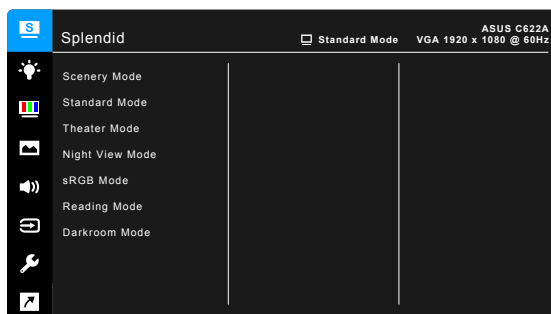 S
Splendid
Standard Mode
ASUS C622A
VGA 1920 x 1080 @ 60Hz
Scenery Mode
Standard Mode
Theater Mode
Night View Mode
sRGB Mode
Reading Mode
Darkroom Mode